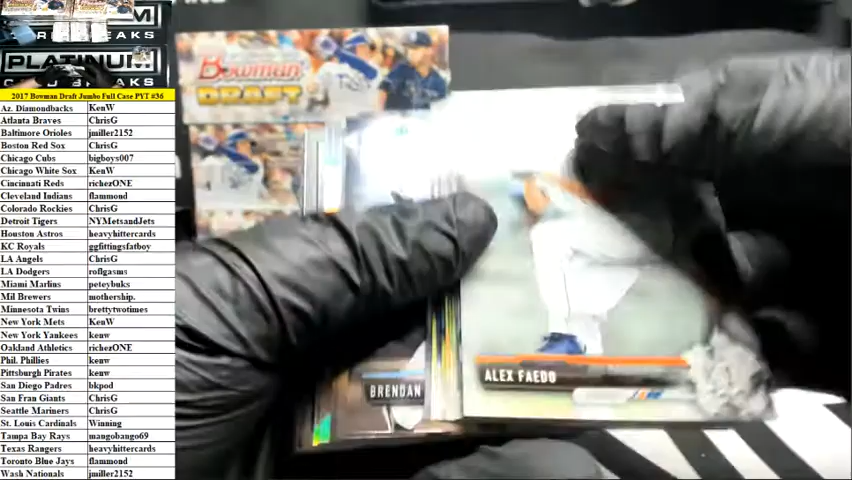 PLATINUM
2017 Bowman Draft Jumbo Full Case PYT #36
Az. Diamondbacks KenW
Atlanta Braves ChrisG
Baltimore Orioles jmiller2152
Boston Red Sox ChrisG
Chicago Cubs bigboys007
Chicago White Sox KenW
Cincinnati Reds richezONE
Cleveland Indians flammond
Colorado Rockies ChrisG
Detroit Tigers NYMetsandJets
Houston Astros heavyhittercards
KC Royals ggfittingsfatboy
LA Angels ChrisG
LA Dodgers roflgasms
Miami Marlins peteybuks
Mil Brewers mothership.
Minnesota Twins brettytwotimes
New York Mets KenW
New York Yankees kenw
Oakland Athletics richezONE
Phil. Phillies kenw
Pittsburgh Pirates kenw
San Diego Padres bkpod
San Fran Giants ChrisG
Seattle Mariners ChrisG
St. Louis Cardinals Winning
Tampa Bay Rays mangobango69
Texas Rangers heavyhittercards
Toronto Blue Jays flammond
Wash Nationals jmiller2152
Bowman
DRAFT
BRENDAN
ALEX FAEDO